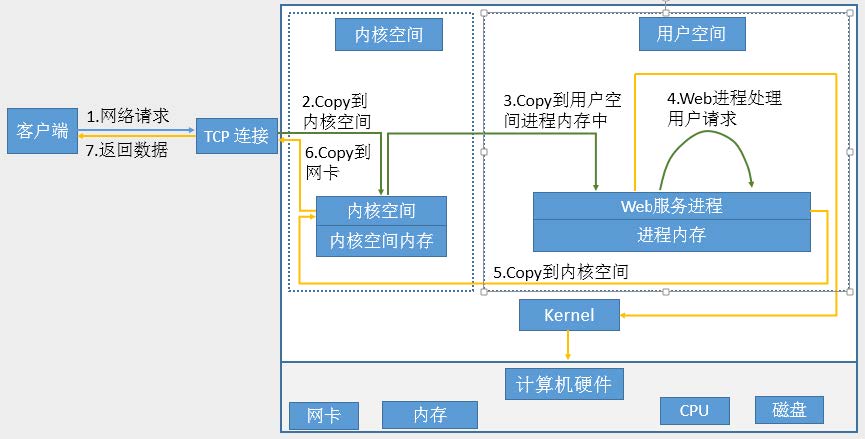 内核空间
用户空间
2.Copy到
内核空间
3.Copy到用户空
间进程内存中
4.Web进程处理
用户请求
客户端
1.网络请求
7.返回数据
TCP 连接
6.Copy到
网卡
内核空间
内核空间内存
Web服务进程
进程内存
5.Copy到内核空间
Kernel
计算机硬件
网卡
内存
CPU
磁盘